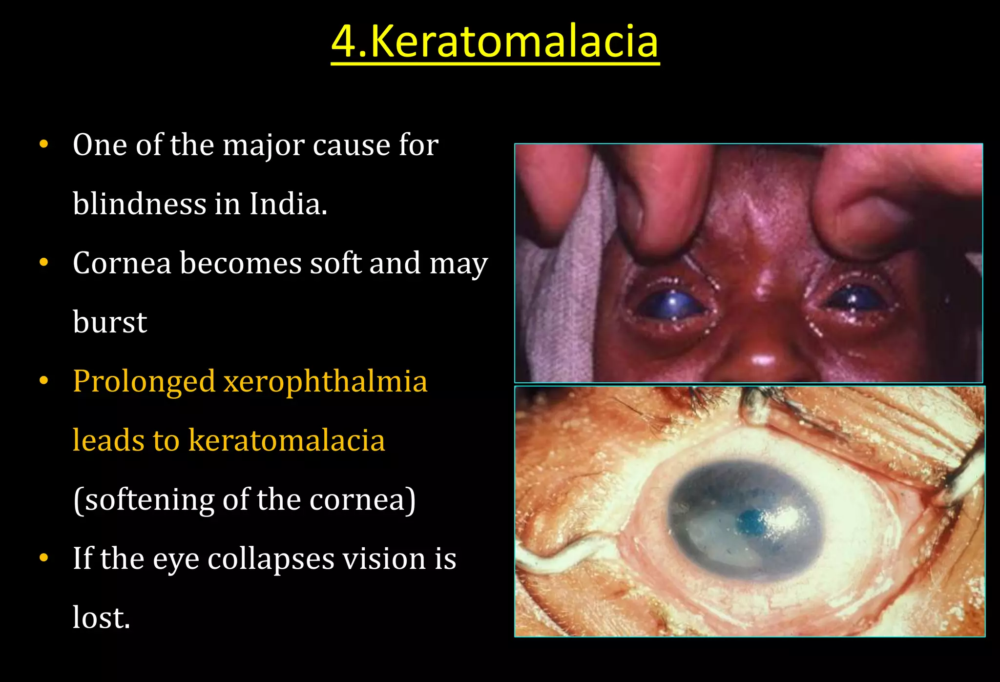 4.Keratomalacia
• One of the major cause for
blindness in India.
• Cornea becomes soft and may
burst
• Prolonged xerophthalmia
leads to keratomalacia
(softening of the cornea)
• If the eye collapses vision is
lost.